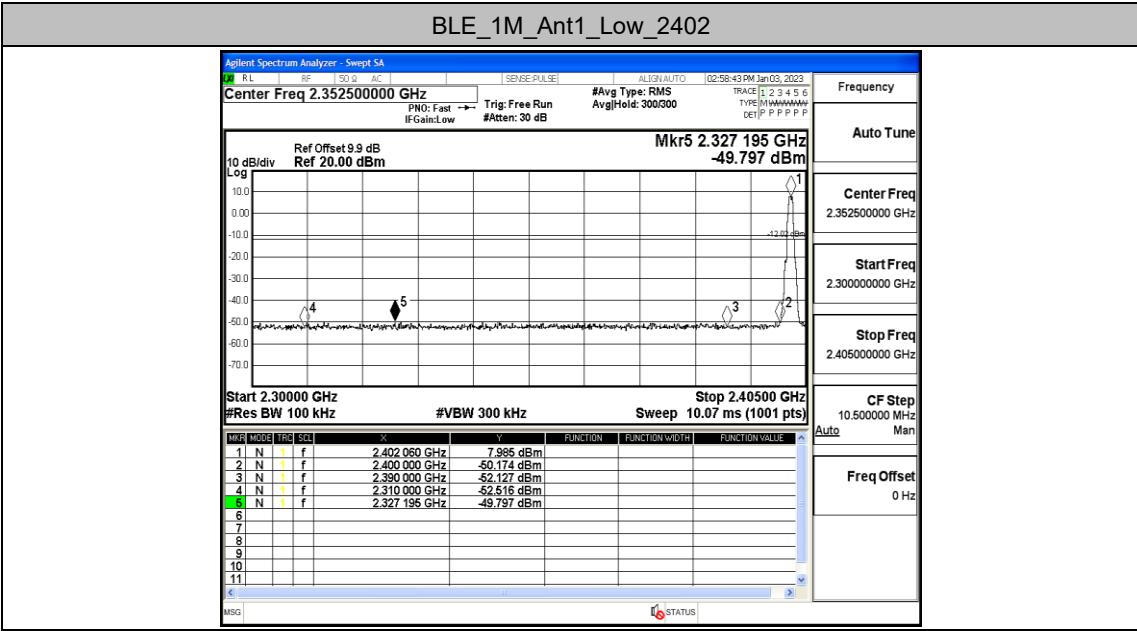 BLE_1M_Ant1_Low_2402
Agilent Spectrum Analyzer - Swept SA
LXI RL RF 50 Ω AC SENSE:PULSE ALIGN AUTO 02:58:43 PM Jan 03, 2023
Center Freq 2.352500000 GHz #Avg Type: RMS TRACE 1 2 3 4 5 6
PNO: Fast Trig: Free Run Avg|Hold: 300/300 TYPE M WWWWW
IFGain:Low #Atten: 30 dB DET P P P P P P
Mkr5 2.327 195 GHz
-49.797 dBm
Ref Offset 9.9 dB
10 dB/div Ref 20.00 dBm
Log
10.0
0.00
-10.0
-20.0
-30.0
-40.0
-50.0
-60.0
-70.0
1
-12.02 dBm
4
5
3
2
Start 2.30000 GHz Stop 2.40500 GHz
#Res BW 100 kHz #VBW 300 kHz Sweep 10.07 ms (1001 pts)
MKR MODE TRC SCL X Y FUNCTION FUNCTION WIDTH FUNCTION VALUE
1 N 1 f 2.402 060 GHz 7.985 dBm
2 N 1 f 2.400 000 GHz -50.174 dBm
3 N 1 f 2.390 000 GHz -52.127 dBm
4 N 1 f 2.310 000 GHz -52.516 dBm
5 N 1 f 2.327 195 GHz -49.797 dBm
6
7
8
9
10
11
MSG STATUS
Frequency
Auto Tune
Center Freq
2.352500000 GHz
Start Freq
2.300000000 GHz
Stop Freq
2.405000000 GHz
CF Step
10.500000 MHz
Auto Man
Freq Offset
0 Hz